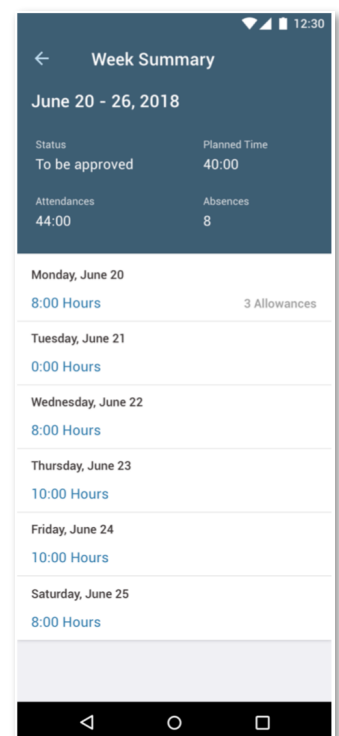 12:30
Week Summary
June 20 - 26, 2018
Status Planned Time
To be approved 40:00
Attendances Absences
44:00 8
Monday, June 20
8:00 Hours 3 Allowances
Tuesday, June 21
0:00 Hours
Wednesday, June 22
8:00 Hours
Thursday, June 23
10:00 Hours
Friday, June 24
10:00 Hours
Saturday, June 25
8:00 Hours